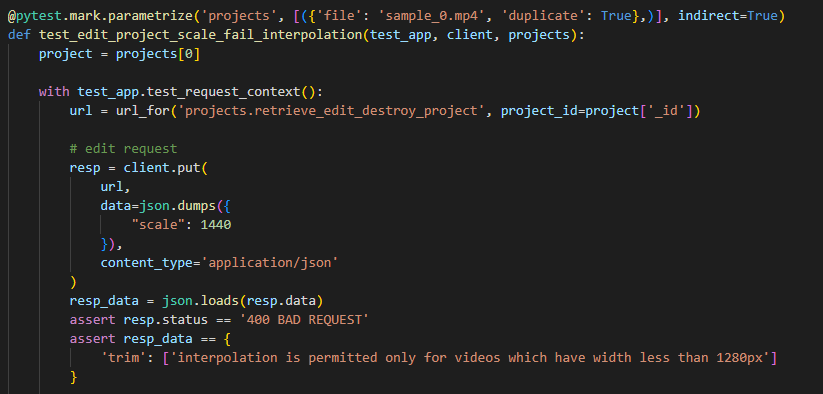 @pytest.mark.parametrize('projects', [({'file': 'sample_0.mp4', 'duplicate': True},)], indirect=True)
def test_edit_project_scale_fail_interpolation(test_app, client, projects):
    project = projects[0]

    with test_app.test_request_context():
        url = url_for('projects.retrieve_edit_destroy_project', project_id=project['_id'])

        # edit request
        resp = client.put(
            url,
            data=json.dumps({
                "scale": 1440
            }),
            content_type='application/json'
        )
        resp_data = json.loads(resp.data)
        assert resp.status == '400 BAD REQUEST'
        assert resp_data == {
            'trim': ['interpolation is permitted only for videos which have width less than 1280px']
        }